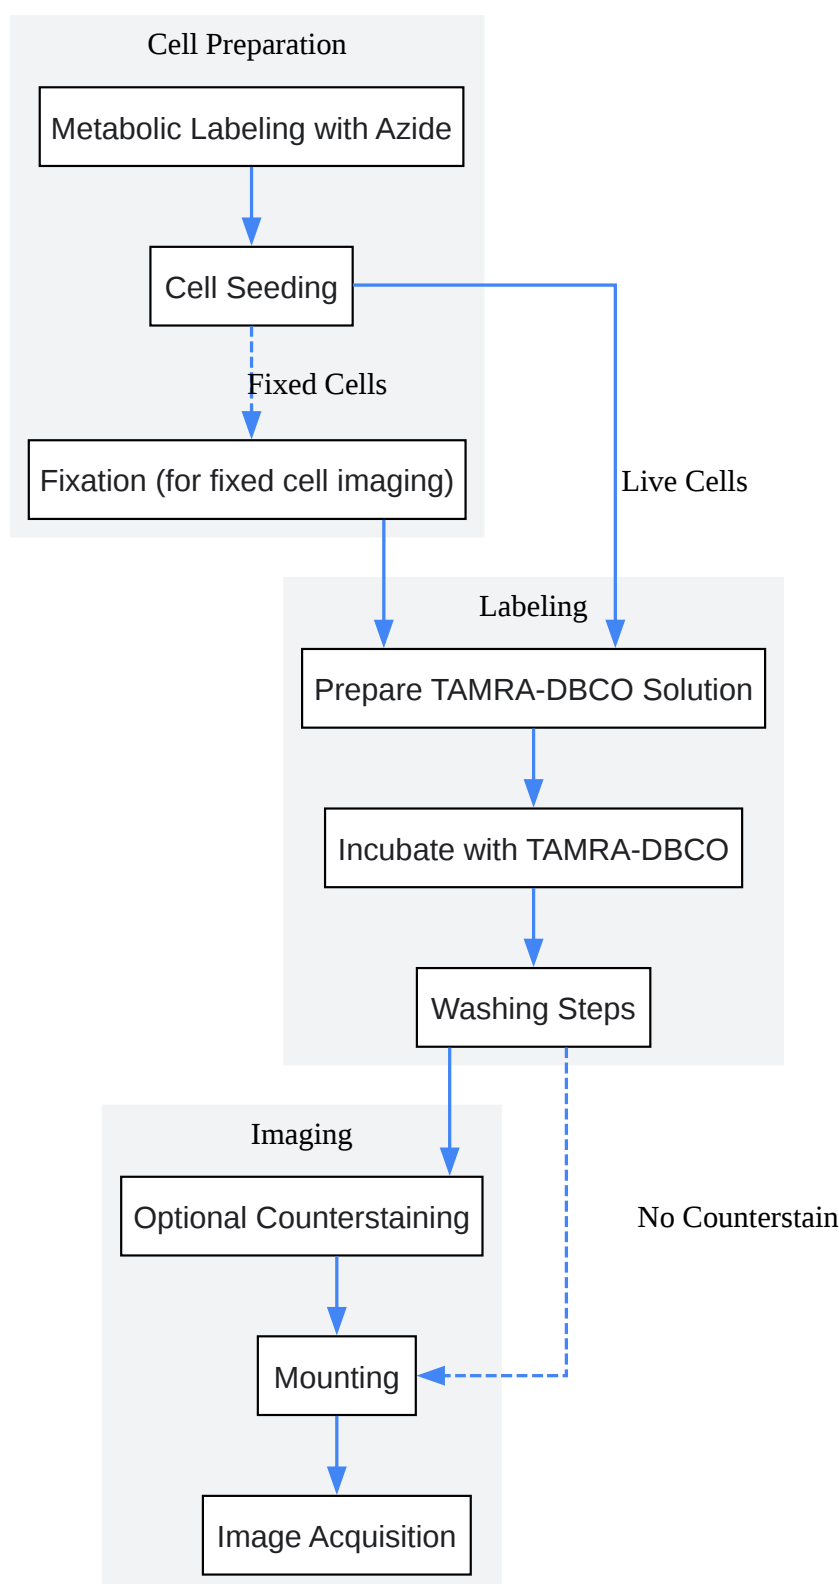 Cell Preparation
Metabolic Labeling with Azide
Cell Seeding
Fixed Cells
Fixation (for fixed cell imaging)
Live Cells
Labeling
Prepare TAMRA-DBCO Solution
Incubate with TAMRA-DBCO
Washing Steps
Imaging
Optional Counterstaining
No Counterstain
Mounting
Image Acquisition